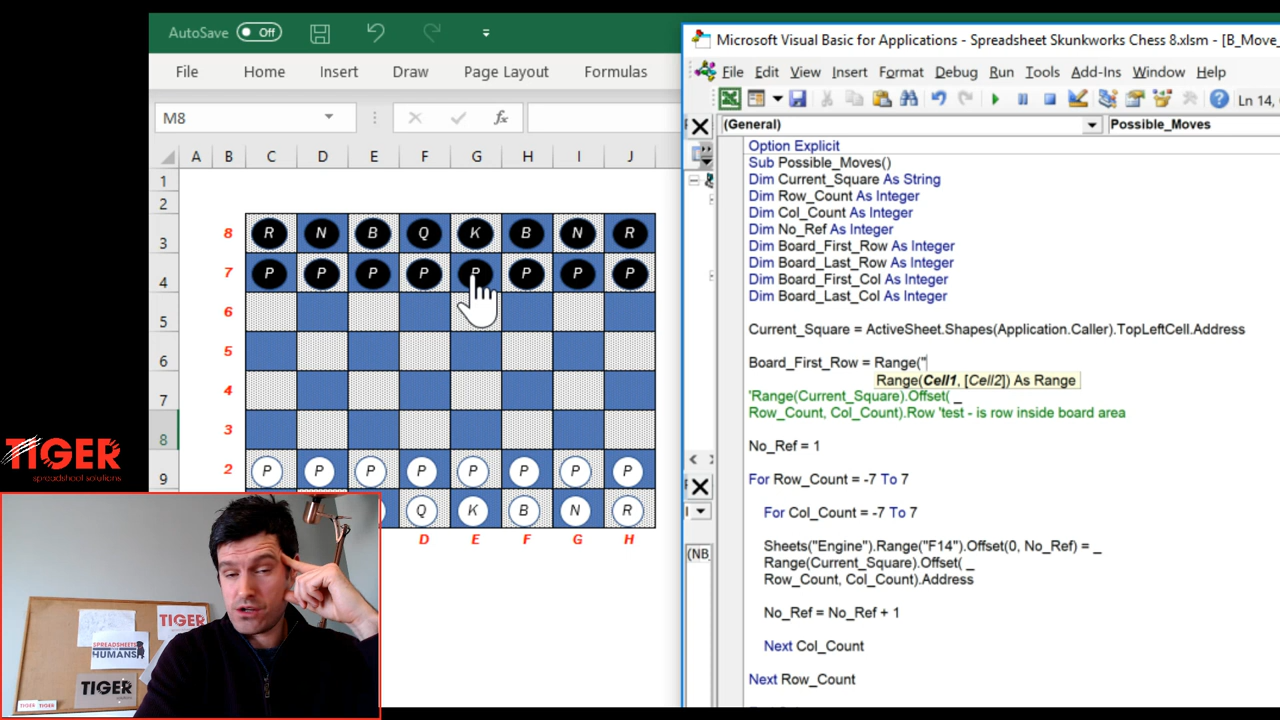 AutoSave Off
File Home Insert Draw Page Layout Formulas
M8
fx
A B C D E F G H I J
1
2
3
4
5
6
7
8
9
8 R N B Q K B N R
7 P P P P P P P P
6
5
4
3
2 P P P P P P P P
Q K B N R
D E F G H
Microsoft Visual Basic for Applications - Spreadsheet Skunkworks Chess 8.xlsm - [B_Move_
File Edit View Insert Format Debug Run Tools Add-Ins Window Help
Ln 14,
(General) Possible_Moves
Option Explicit
Sub Possible_Moves()
Dim Current_Square As String
Dim Row_Count As Integer
Dim Col_Count As Integer
Dim No_Ref As Integer
Dim Board_First_Row As Integer
Dim Board_Last_Row As Integer
Dim Board_First_Col As Integer
Dim Board_Last_Col As Integer
Current_Square = ActiveSheet.Shapes(Application.Caller).TopLeftCell.Address
Board_First_Row = Range("
Range(Cell1, [Cell2]) As Range
'Range(Current_Square).Offset( _
Row_Count, Col_Count).Row 'test - is row inside board area
No_Ref = 1
For Row_Count = -7 To 7
For Col_Count = -7 To 7
Sheets("Engine").Range("F14").Offset(0, No_Ref) = _
Range(Current_Square).Offset( _
Row_Count, Col_Count).Address
No_Ref = No_Ref + 1
Next Col_Count
Next Row_Count
(NB
TIGER
spreadsheet solutions
TIGER
SPREADSHEETS
HUMANS
TIGER